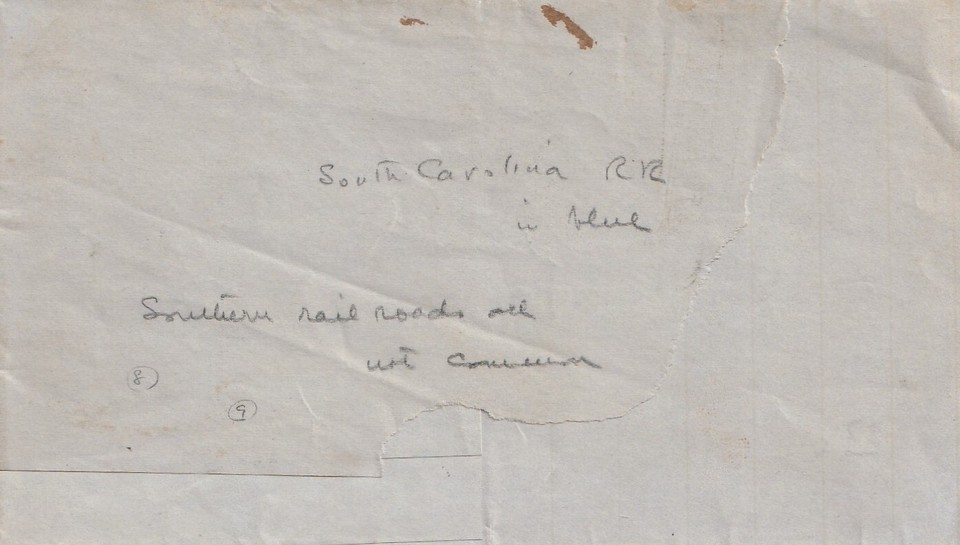 South Carolina RR
in blue
Southern rail roads all
not common
8
9